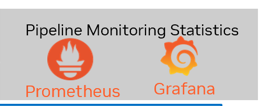 Pipeline Monitoring Statistics
Prometheus
Grafana